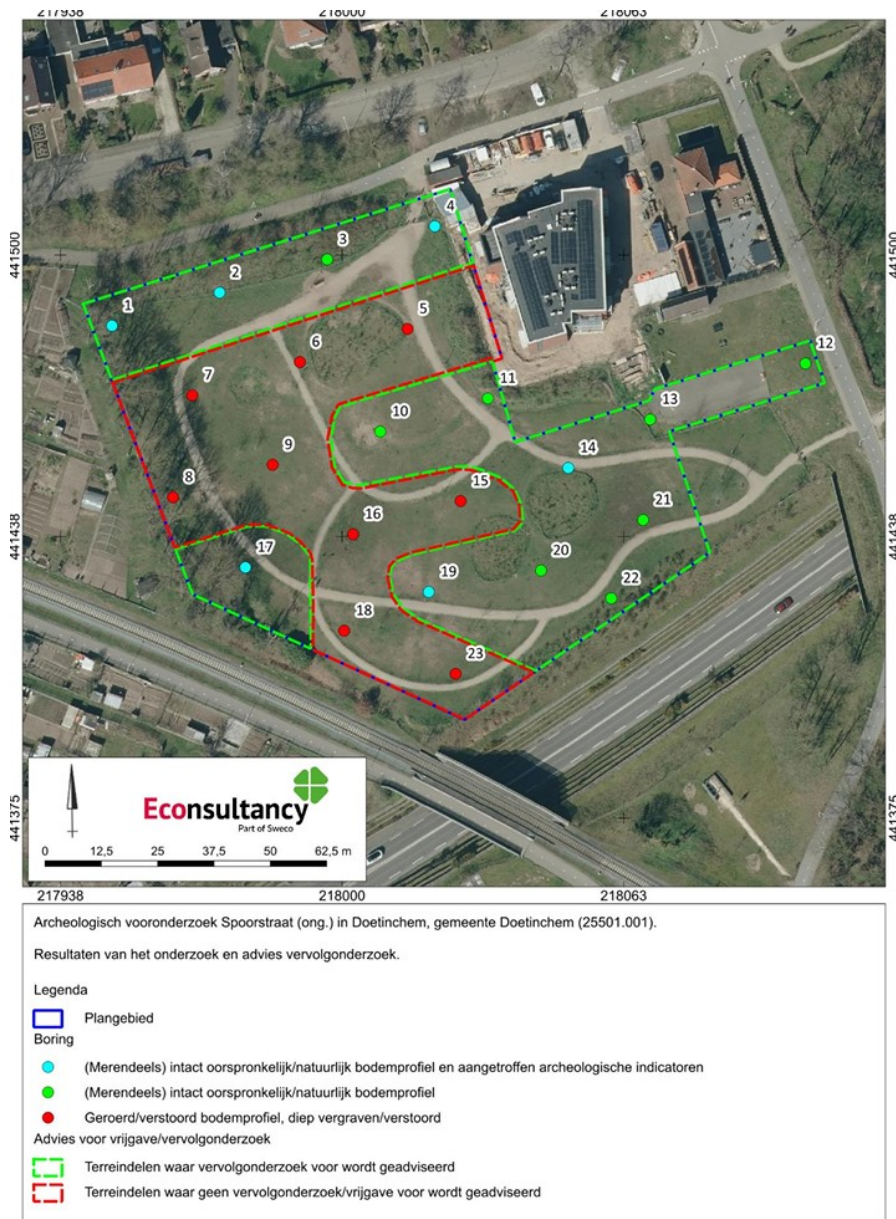 217938 218000 218063
441500 441500
441438 441438
441375 441375
1
2
3
4
5
6
7
8
9
10
11
12
13
14
15
16
17
18
19
20
21
22
23
Econsultancy
Part of Sweco
0 12,5 25 37,5 50 62,5 m
217938 218000 218063
Archeologisch vooronderzoek Spoorstraat (ong.) in Doetinchem, gemeente Doetinchem (25501.001).
Resultaten van het onderzoek en advies vervolgonderzoek.
Legenda
Plangebied
Boring
(Merendeels) intact oorspronkelijk/natuurlijk bodemprofiel en aangetroffen archeologische indicatoren
(Merendeels) intact oorspronkelijk/natuurlijk bodemprofiel
Geroerd/verstoord bodemprofiel, diep vergraven/verstoord
Advies voor vrijgave/vervolgonderzoek
Terreindelen waar vervolgonderzoek voor wordt geadviseerd
Terreindelen waar geen vervolgonderzoek/vrijgave voor wordt geadviseerd